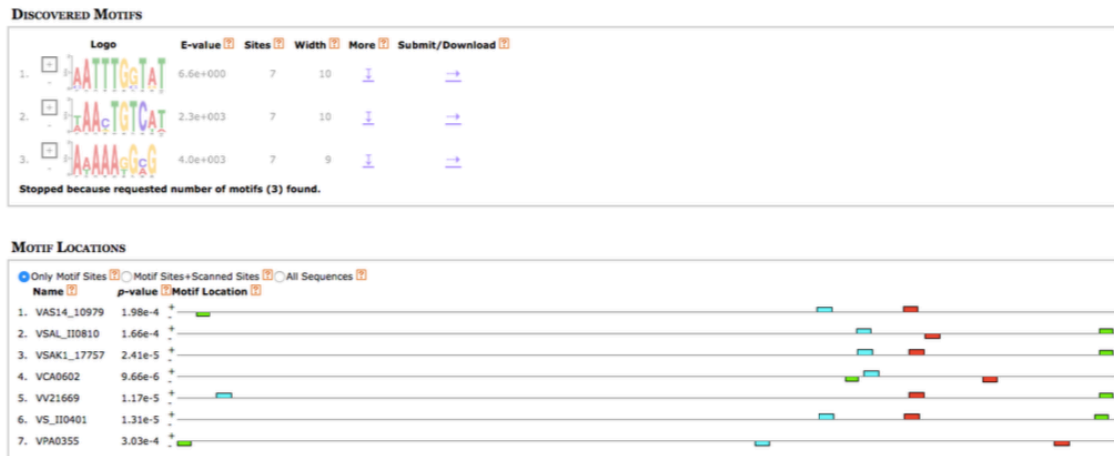 DISCOVERED MOTIFS
Logo E-value ? Sites ? Width ? More ? Submit/Download ?
1. + AATTTGGTAT 6.6e+000 7 10
-
2. + TAACTGTCAT 2.3e+003 7 10
-
3. + AAAAAGGCG 4.0e+003 7 9
-
Stopped because requested number of motifs (3) found.
MOTIF LOCATIONS
Only Motif Sites ? Motif Sites+Scanned Sites ? All Sequences ?
Name ? p-value ? Motif Location ?
1. VAS14_10979 1.98e-4 + -
2. VSAL_II0810 1.66e-4 + -
3. VSAK1_17757 2.41e-5 + -
4. VCA0602 9.66e-6 + -
5. VV21669 1.17e-5 + -
6. VS_II0401 1.31e-5 + -
7. VPA0355 3.03e-4 + -